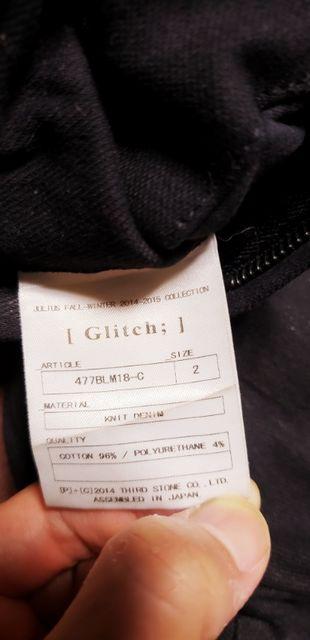 JULIUS FALL-WINTER 2014-2015 COLLECTION
[ Glitch; ]
ARTICLE SIZE
477BLM18-C 2
MATERIAL
KNIT DENIM
QUALITY
COTTON 96% / POLYURETHANE 4%
(P)+(C)2014 THIRD STONE CO.,LTD.
ASSEMBLED IN JAPAN